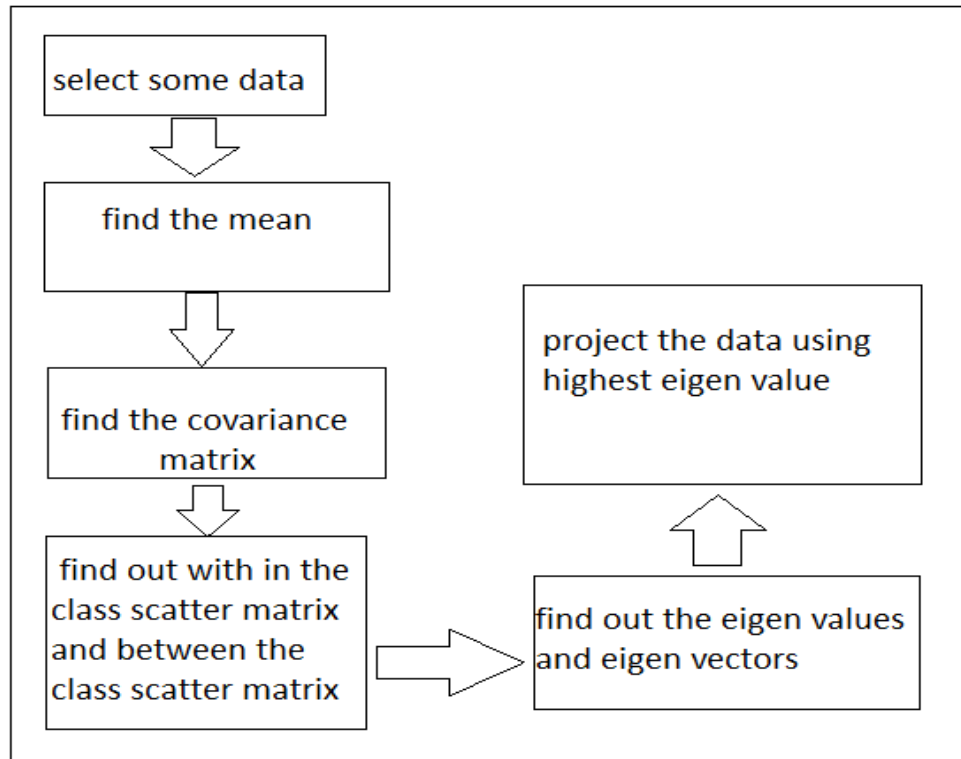 select some data
find the mean
find the covariance
matrix
find out with in the
class scatter matrix
and between the
class scatter matrix
find out the eigen values
and eigen vectors
project the data using
highest eigen value